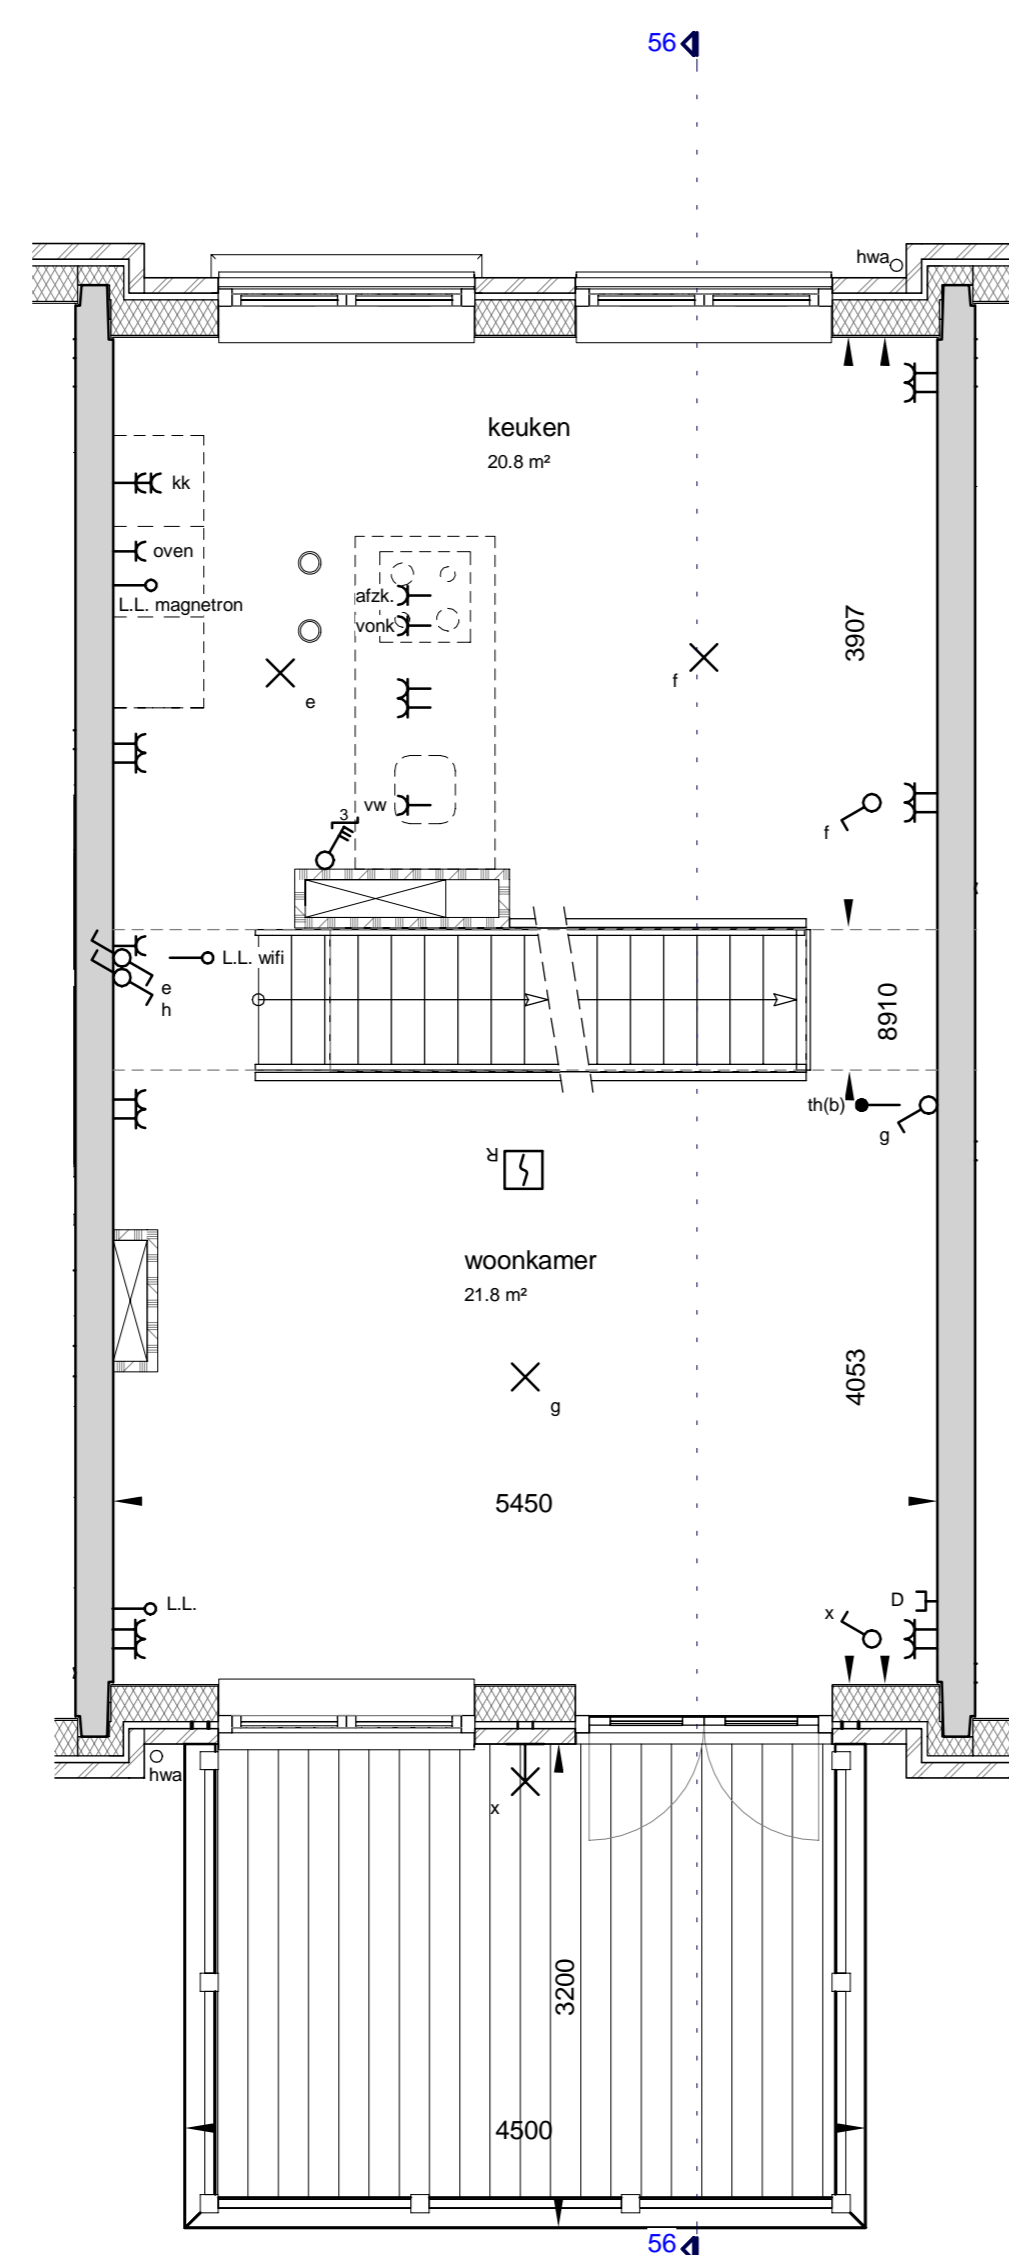 56
hwa
keuken
20.8 m²
kk
oven
L.L. magnetron
afzk.
vonk
3907
e
f
3
vw
f
L.L. wifi
e
h
8910
th(b)
g
R
woonkamer
21.8 m²
4053
g
5450
L.L.
D
x
hwa
x
3200
4500
56